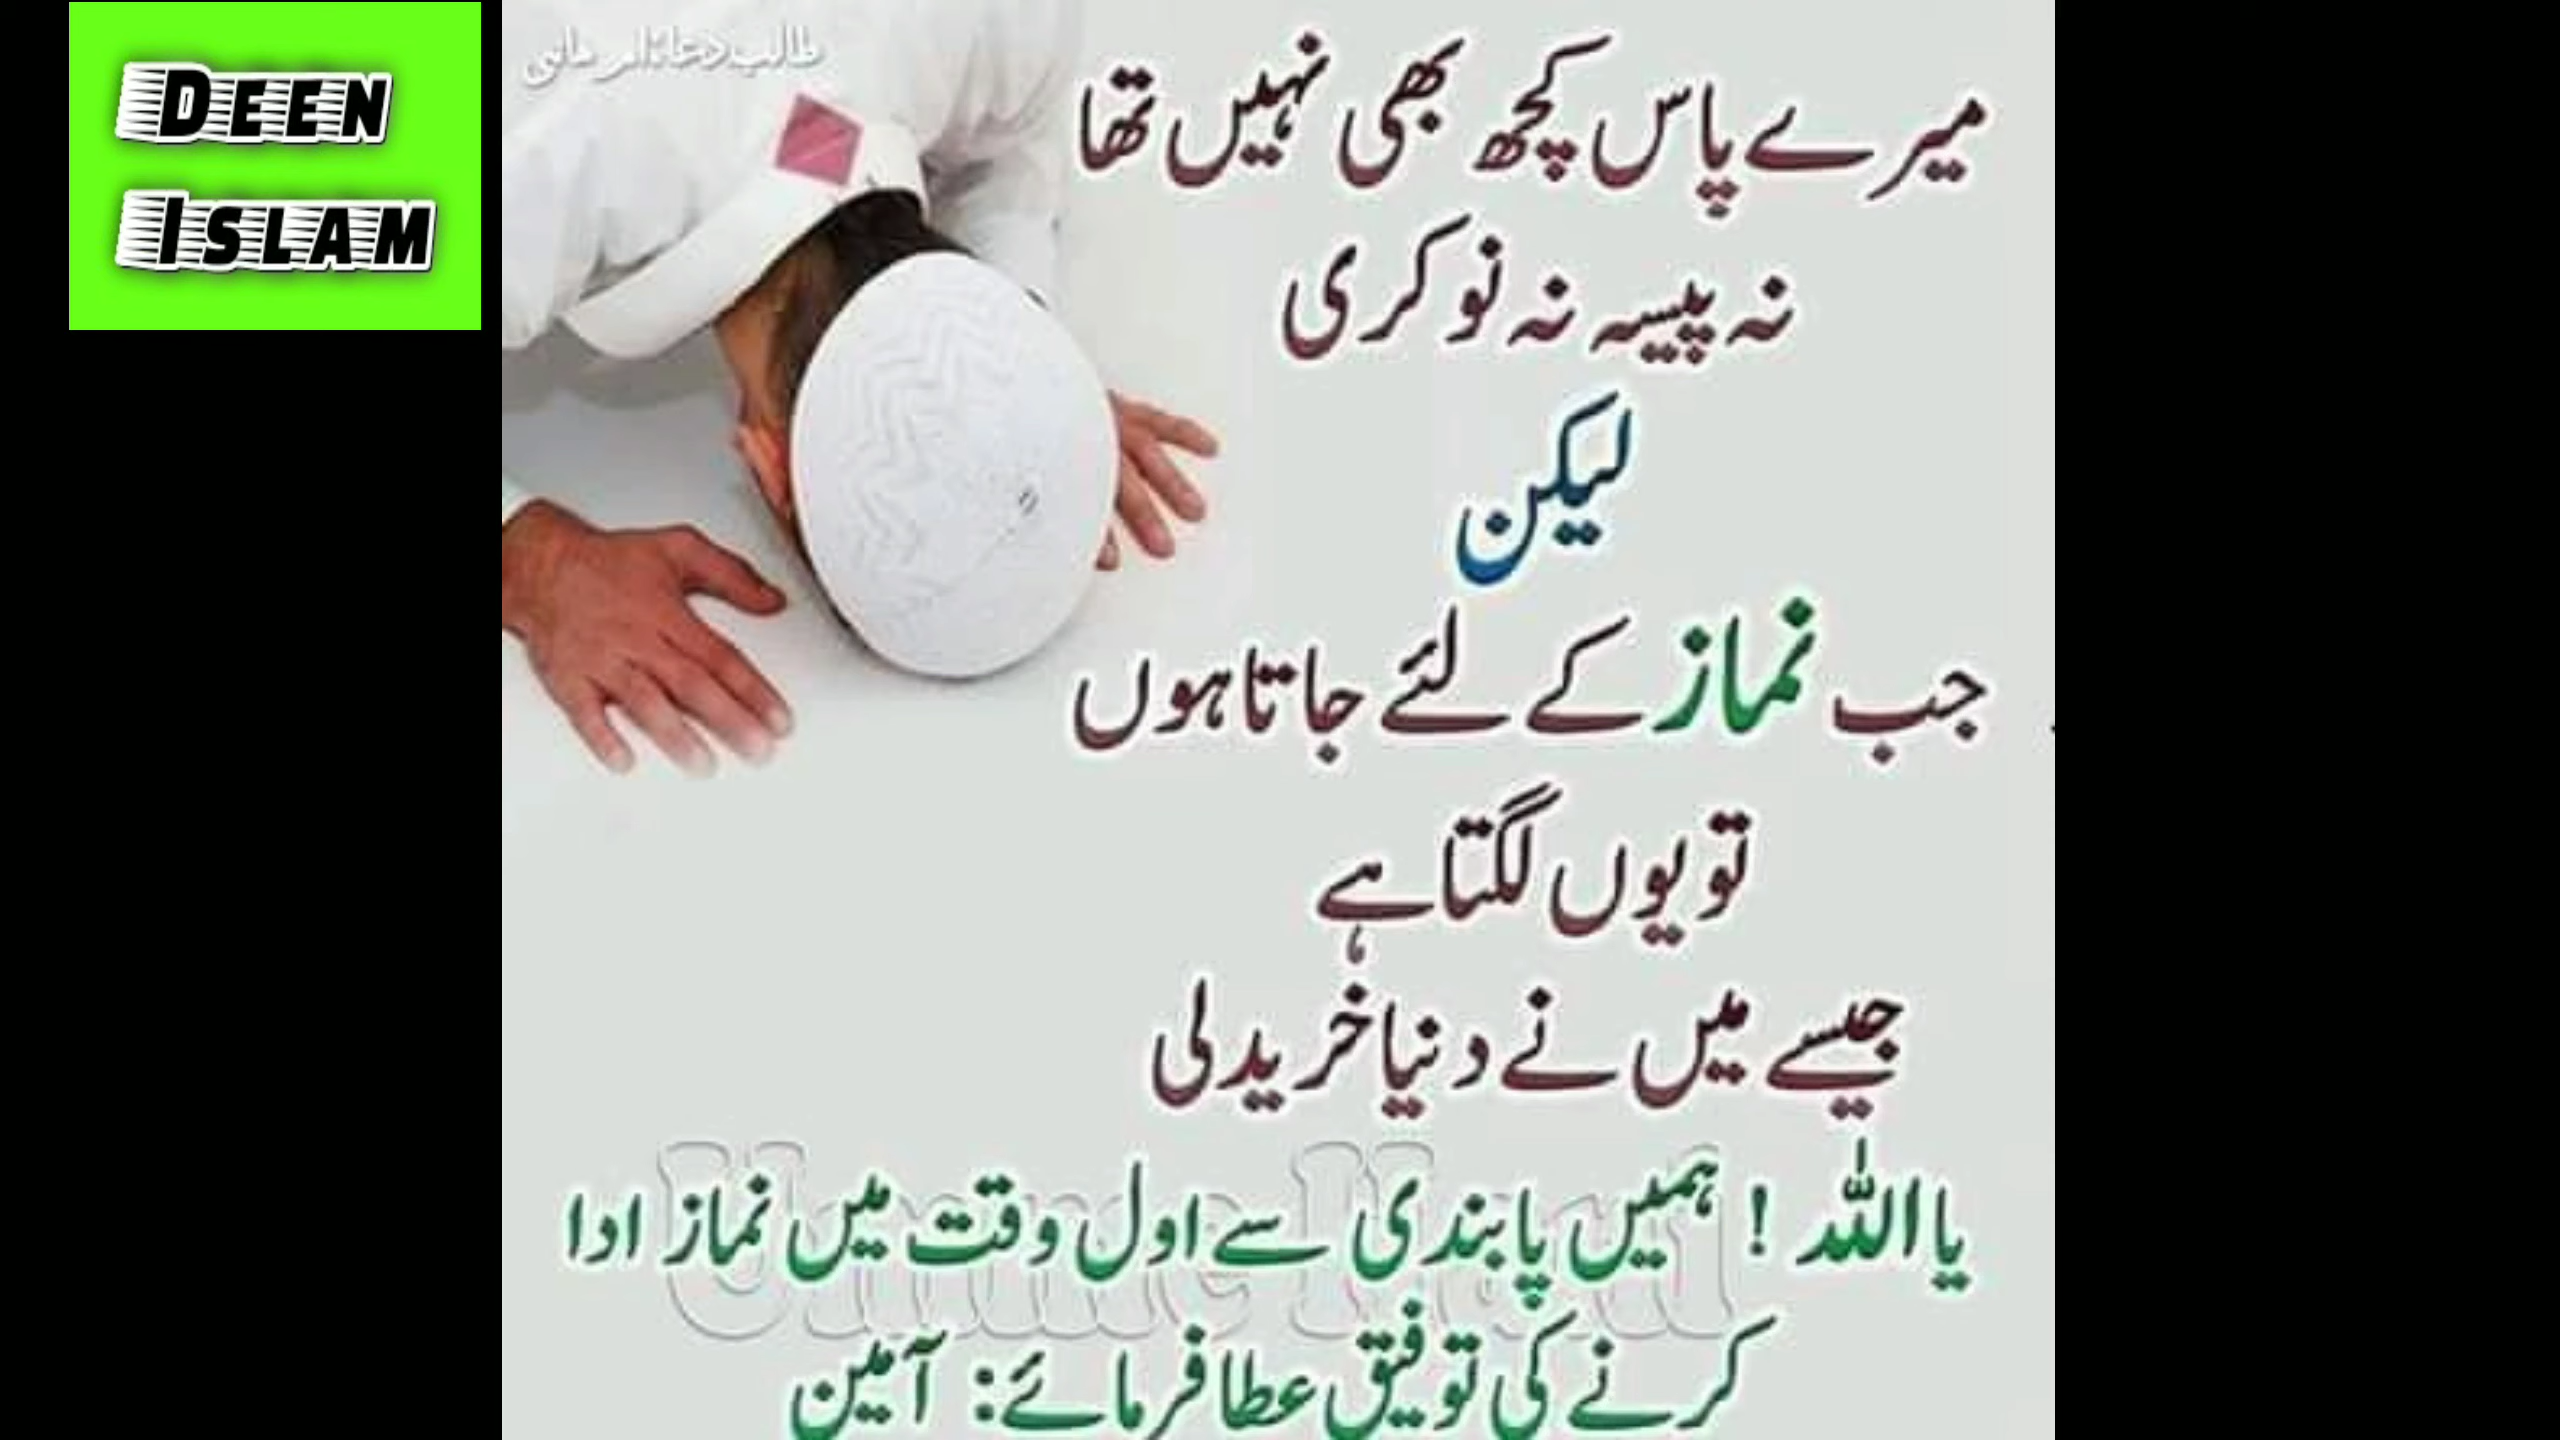 DEEN
ISLAM
میرے پاس کچھ بھی نہیں تھا
نہ پیسہ نہ نوکری
لیکن
جب نماز کے لئے جاتا ہوں
تو یوں لگتا ہے
جیسے میں نے دنیا خرید لی
یا اللہ ! ہمیں پابندی سے اول وقت میں نماز ادا
کرنے کی توفیق عطا فرمائے: آمین
طالب دعا: